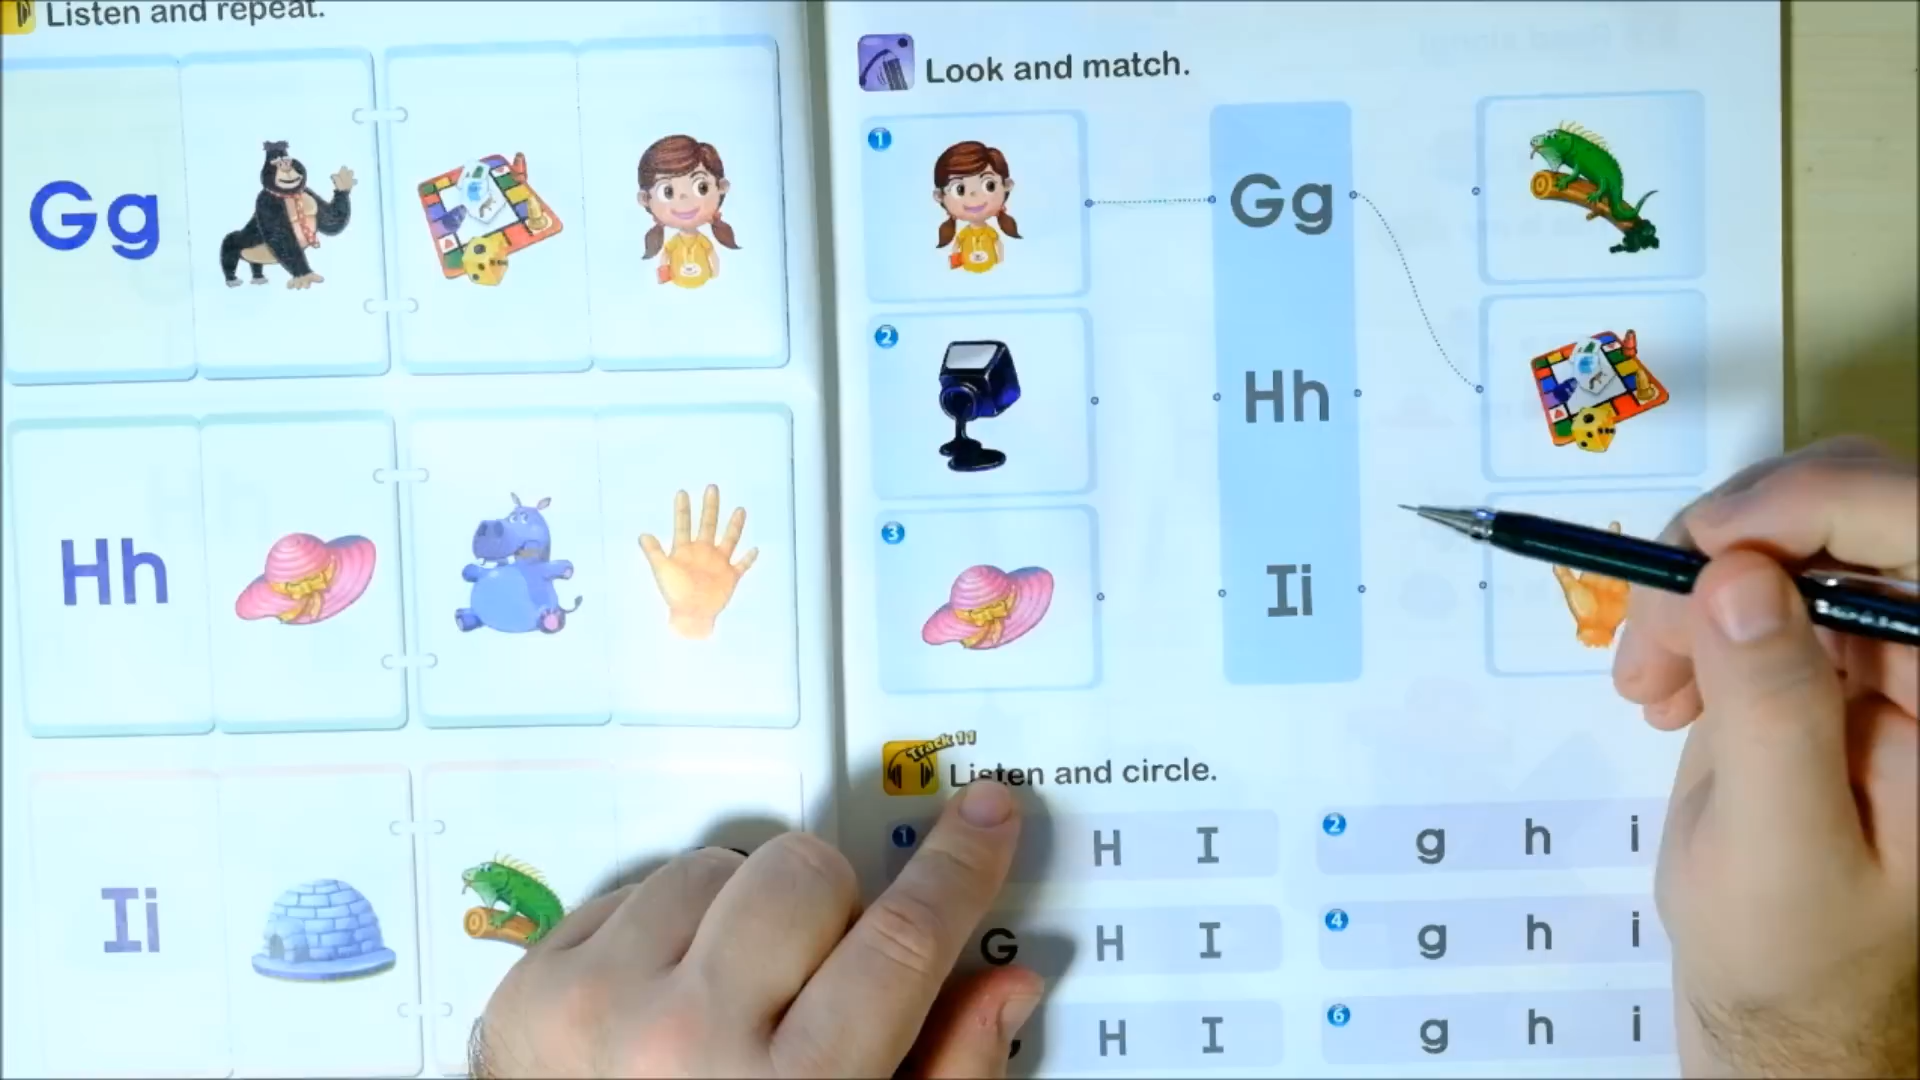 Listen and repeat.
Gg
Hh
Ii
Look and match.
1
Gg
2
Hh
3
Ii
Track 11
Listen and circle.
1 H I
2 g h i
G H I
4 g h i
H I
6 g h i